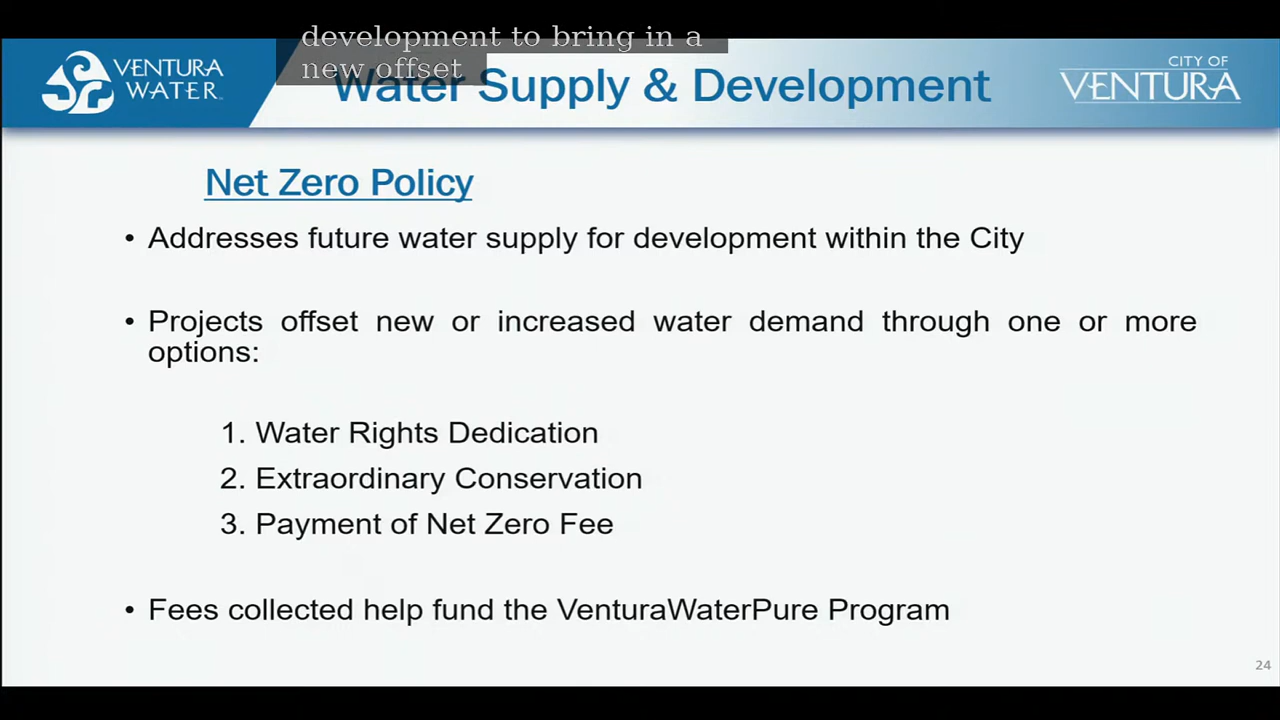 development to bring in a
new offset
VENTURA
WATER
Water Supply & Development
CITY OF
VENTURA
Net Zero Policy
• Addresses future water supply for development within the City
• Projects offset new or increased water demand through one or more
options:
1. Water Rights Dedication
2. Extraordinary Conservation
3. Payment of Net Zero Fee
• Fees collected help fund the VenturaWaterPure Program
24